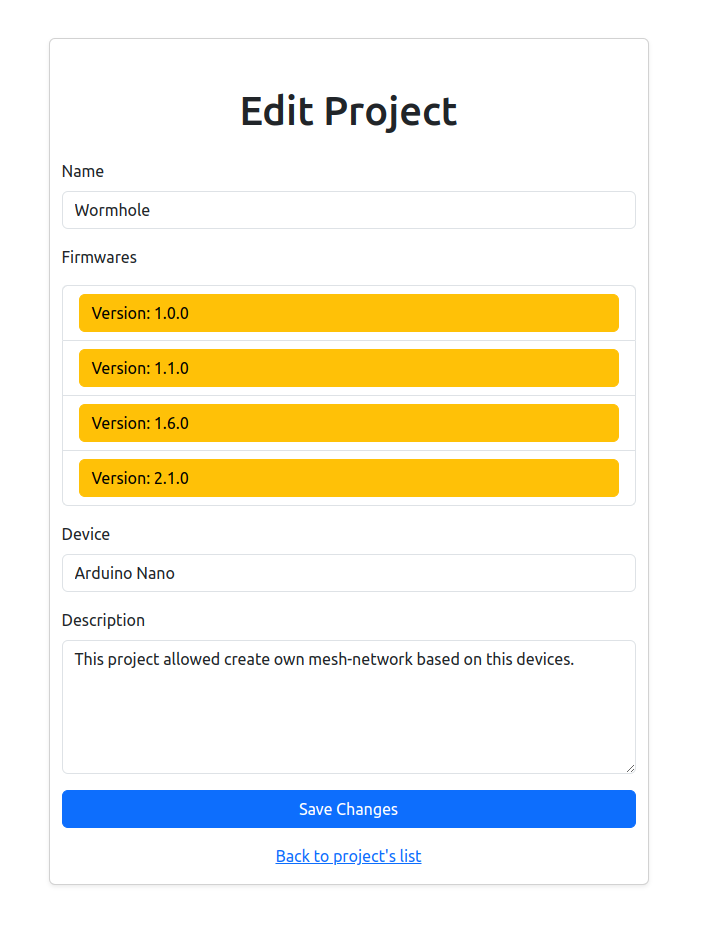 Edit Project
Name
Wormhole
Firmwares
Version: 1.0.0
Version: 1.1.0
Version: 1.6.0
Version: 2.1.0
Device
Arduino Nano
Description
This project allowed create own mesh-network based on this devices.
Save Changes
Back to project's list